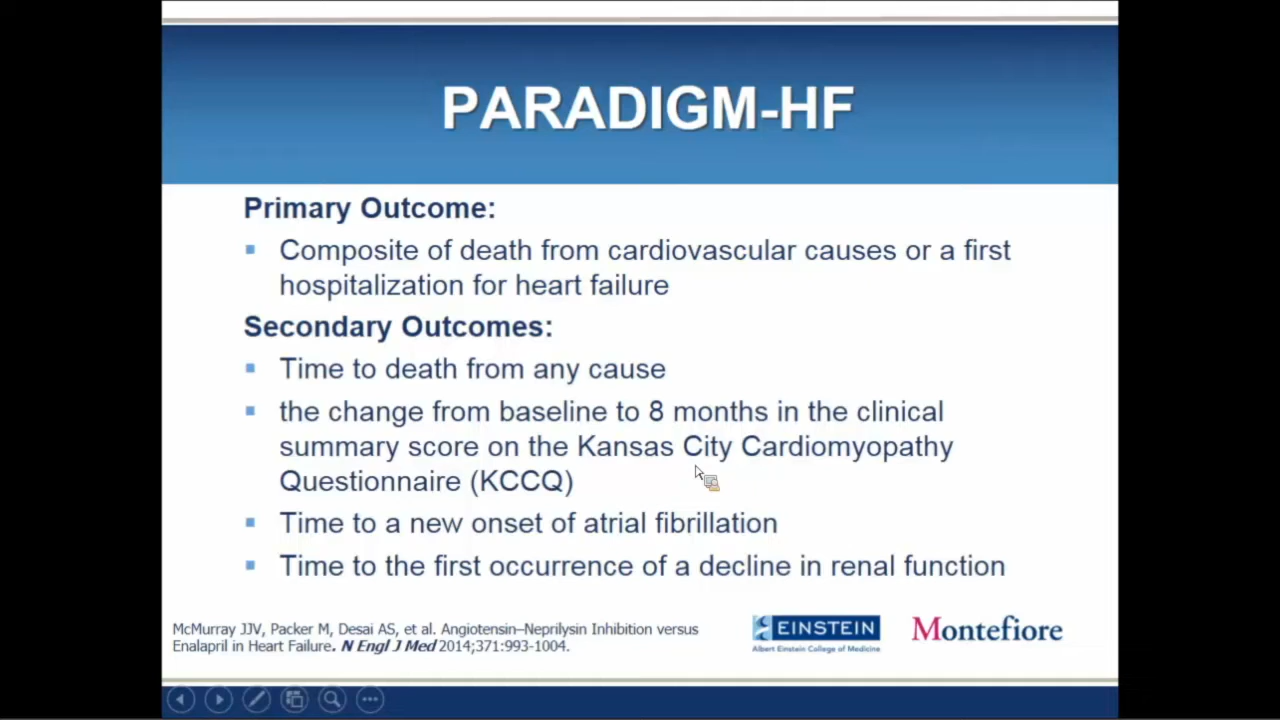 PARADIGM-HF
Primary Outcome:
▪ Composite of death from cardiovascular causes or a first
hospitalization for heart failure
Secondary Outcomes:
▪ Time to death from any cause
▪ the change from baseline to 8 months in the clinical
summary score on the Kansas City Cardiomyopathy
Questionnaire (KCCQ)
▪ Time to a new onset of atrial fibrillation
▪ Time to the first occurrence of a decline in renal function
McMurray JJV, Packer M, Desai AS, et al. Angiotensin–Neprilysin Inhibition versus
Enalapril in Heart Failure. N Engl J Med 2014;371:993-1004.
EINSTEIN
Albert Einstein College of Medicine
Montefiore